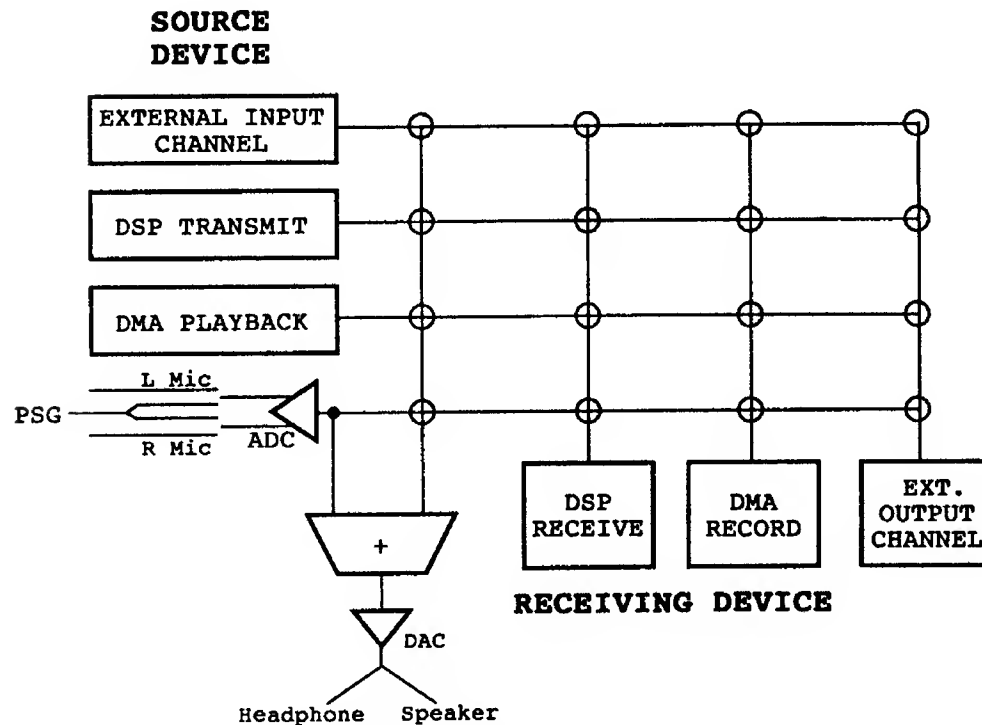 SOURCE
DEVICE
EXTERNAL INPUT
CHANNEL
DSP TRANSMIT
DMA PLAYBACK
L Mic
PSG
R Mic
ADC
+
DAC
Headphone
Speaker
DSP
RECEIVE
DMA
RECORD
EXT.
OUTPUT
CHANNEL
RECEIVING DEVICE